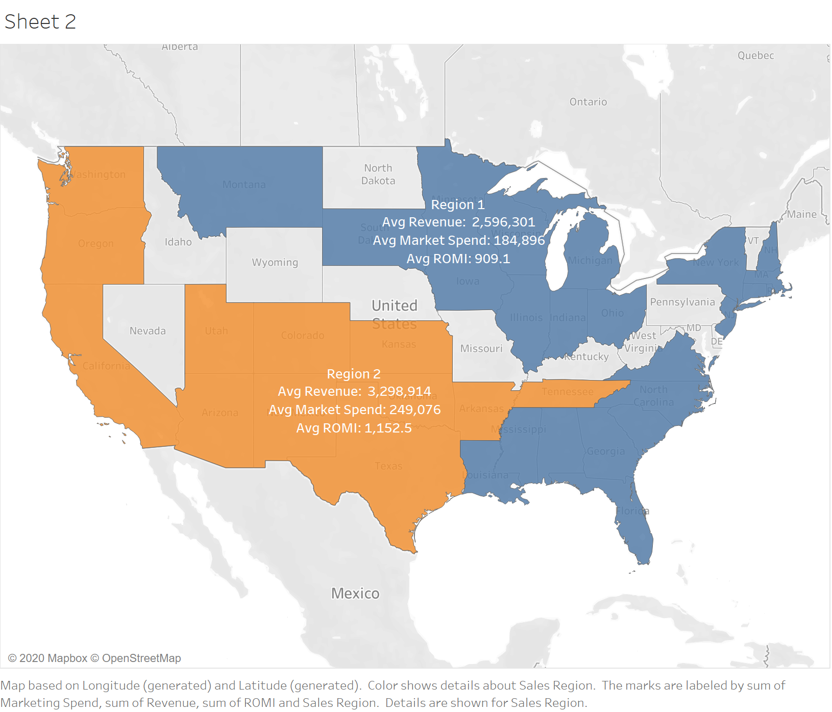 Sheet 2
Alberta
Quebec
Ontario
Washington
Montana
North
Dakota
Maine
Region 1
Avg Revenue:  2,596,301
Avg Market Spend: 184,896
Avg ROMI: 909.1
Oregon
Idaho
VT
New York
Michigan
Wyoming
Iowa
United
States
Nevada
Utah
Colorado
Kansas
Illinois
Indiana
Ohio
Pennsylvania
MD
DE
West
Virginia
Missouri
Kentucky
California
Region 2
Avg Revenue:  3,298,914
Avg Market Spend: 249,076
Avg ROMI: 1,152.5
Arizona
Arkansas
Tennessee
North
Carolina
Mississippi
Georgia
Texas
Louisiana
Florida
Mexico
© 2020 Mapbox © OpenStreetMap
Map based on Longitude (generated) and Latitude (generated).  Color shows details about Sales Region.  The marks are labeled by sum of
Marketing Spend, sum of Revenue, sum of ROMI and Sales Region.  Details are shown for Sales Region.